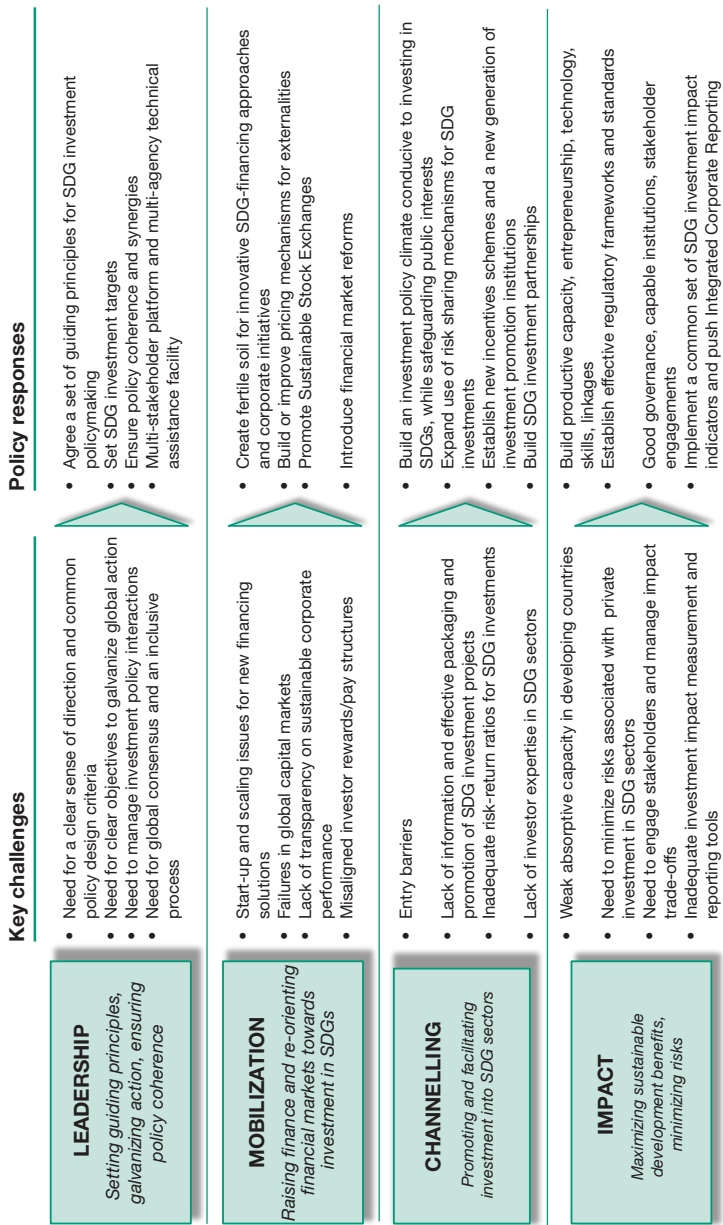 Key challenges
Policy responses
LEADERSHIP
Setting guiding principles,
galvanizing action, ensuring
policy coherence
• Need for a clear sense of direction and common
policy design criteria
• Need for clear objectives to galvanize global action
• Need to manage investment policy interactions
• Need for global consensus and an inclusive
process
• Agree a set of guiding principles for SDG investment
policymaking
• Set SDG investment targets
• Ensure policy coherence and synergies
• Multi-stakeholder platform and multi-agency technical
assistance facility
MOBILIZATION
Raising finance and re-orienting
financial markets towards
investment in SDGs
• Start-up and scaling issues for new financing
solutions
• Failures in global capital markets
• Lack of transparency on sustainable corporate
performance
• Misaligned investor rewards/pay structures
• Create fertile soil for innovative SDG-financing approaches
and corporate initiatives
• Build or improve pricing mechanisms for externalities
• Promote Sustainable Stock Exchanges
• Introduce financial market reforms
CHANNELLING
Promoting and facilitating
investment into SDG sectors
• Entry barriers
• Lack of information and effective packaging and
promotion of SDG investment projects
• Inadequate risk-return ratios for SDG investments
• Lack of investor expertise in SDG sectors
• Build an investment policy climate conducive to investing in
SDGs, while safeguarding public interests
• Expand use of risk sharing mechanisms for SDG
investments
• Establish new incentives schemes and a new generation of
investment promotion institutions
• Build SDG investment partnerships
IMPACT
Maximizing sustainable
development benefits,
minimizing risks
• Weak absorptive capacity in developing countries
• Need to minimize risks associated with private
investment in SDG sectors
• Need to engage stakeholders and manage impact
trade-offs
• Inadequate investment impact measurement and
reporting tools
• Build productive capacity, entrepreneurship, technology,
skills, linkages
• Establish effective regulatory frameworks and standards
• Good governance, capable institutions, stakeholder
engagements
• Implement a common set of SDG investment impact
indicators and push Integrated Corporate Reporting